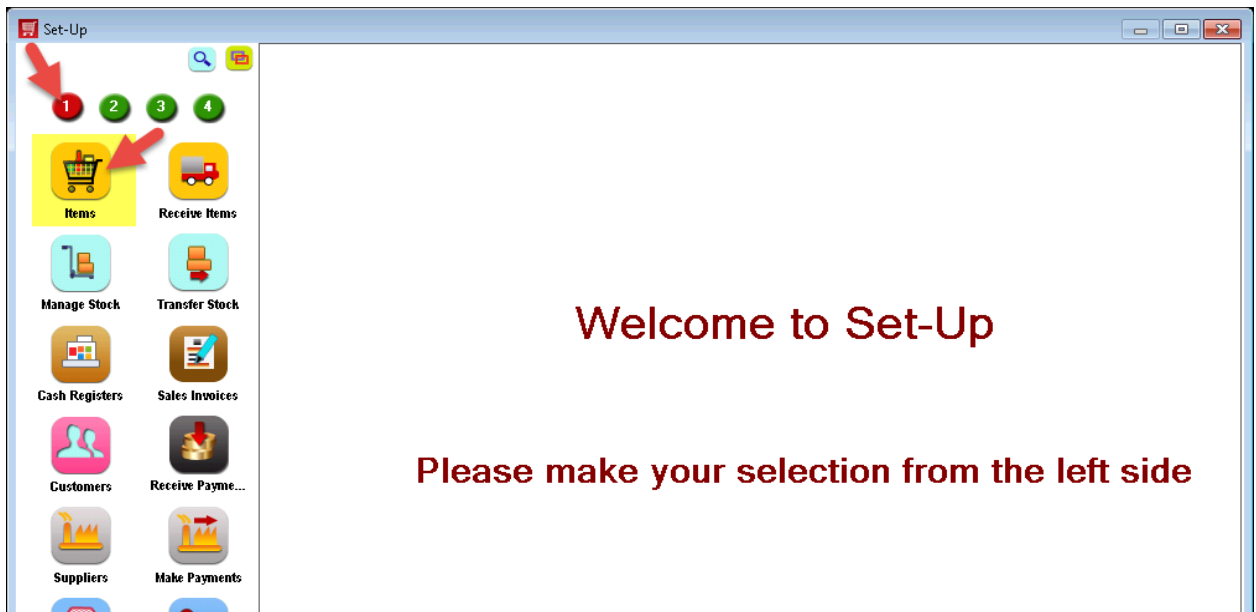 Set-Up
1 2 3 4
Items Receive Items
Manage Stock Transfer Stock
Cash Registers Sales Invoices
Customers Receive Payme...
Suppliers Make Payments
Welcome to Set-Up
Please make your selection from the left side